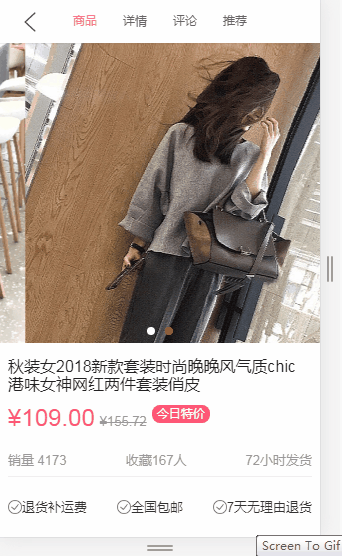 商品 详情 评论 推荐
秋装女2018新款套装时尚晚晚风气质chic
港味女神网红两件套装俏皮
¥109.00 ¥155.72 今日特价
销量 4173 收藏167人 72小时发货
退货补运费 全国包邮 7天无理由退货
Screen To Gif